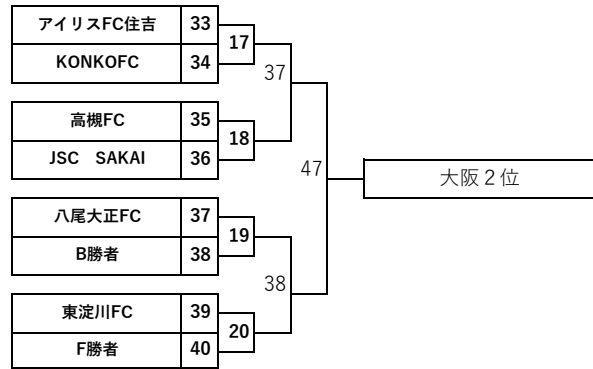 アイリスFC住吉 33
17
KONKOFC 34
37
高槻FC 35
18
JSC　SAKAI 36
47
大阪２位
八尾大正FC 37
19
B勝者 38
38
東淀川FC 39
20
F勝者 40